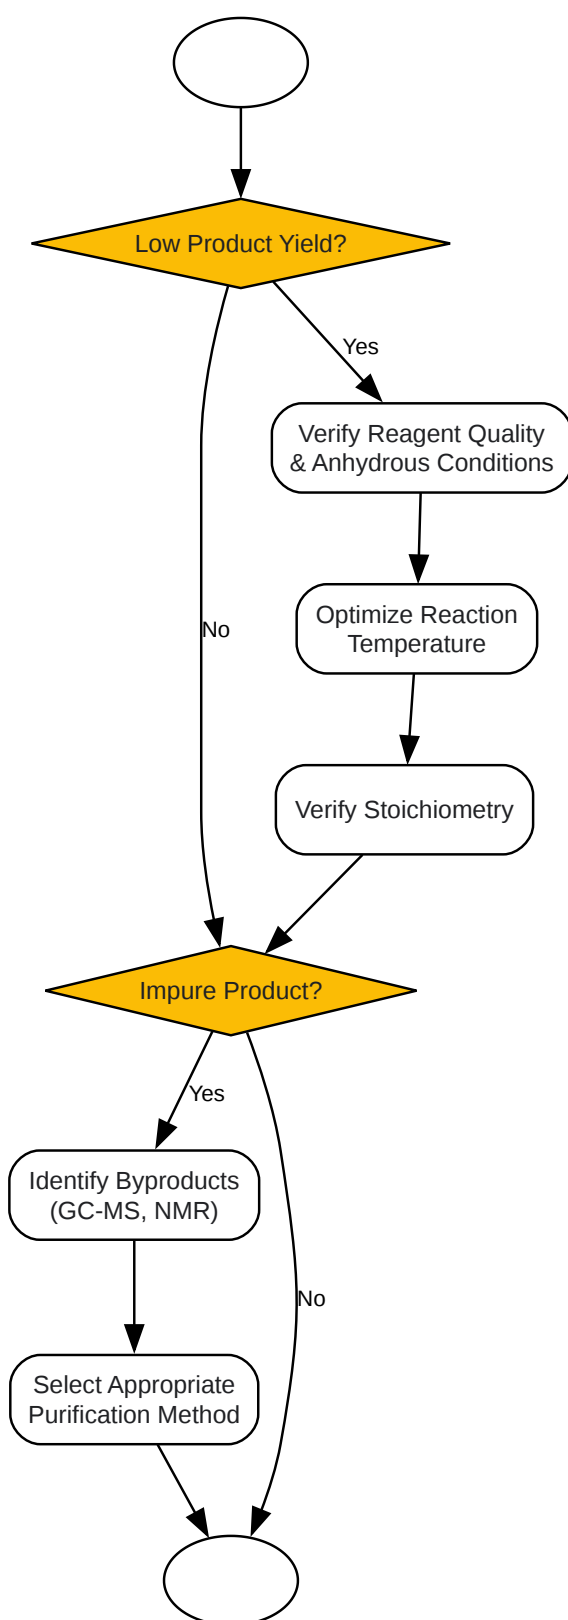 Low Product Yield?
Yes
Verify Reagent Quality
& Anhydrous Conditions
Optimize Reaction
Temperature
No
Verify Stoichiometry
Impure Product?
Yes
Identify Byproducts
(GC-MS, NMR)
No
Select Appropriate
Purification Method